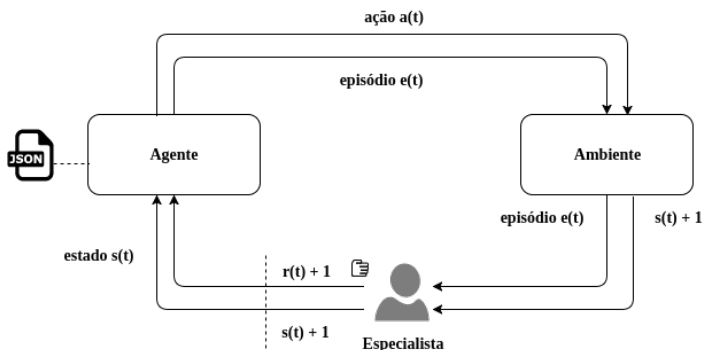 ação a(t)
episódio e(t)
JSON
Agente
Ambiente
episódio e(t)
s(t) + 1
estado s(t)
r(t) + 1
s(t) + 1
Especialista